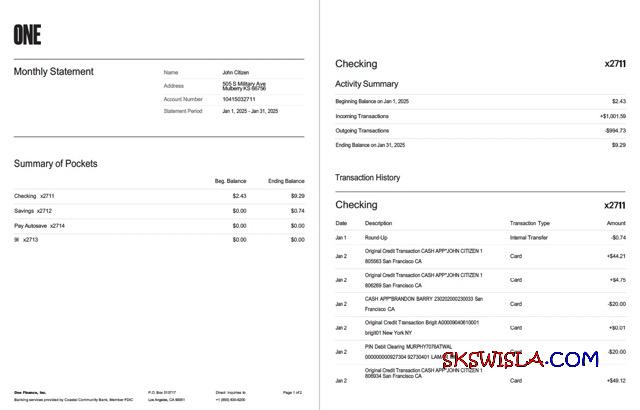 ONE
Monthly Statement
Name John Citizen
Address 505 S Military Ave
Mulberry KS 66756
Account Number 10415032711
Statement Period Jan 1, 2025 - Jan 31, 2025
Summary of Pockets
Beg. Balance Ending Balance
Checking x2711 $2.43 $9.29
Savings x2712 $0.00 $0.74
Pay Autosave x2714 $0.00 $0.00
9ll x2713 $0.00 $0.00
One Finance, Inc.
Banking services provided by Coastal Community Bank, Member FDIC
P.O. Box 513717
Los Angeles, CA 90051
Direct inquiries to
+1 (855) 830-6200
Page 1 of 2
Checking x2711
Activity Summary
Beginning Balance on Jan 1, 2025 $2.43
Incoming Transactions +$1,001.59
Outgoing Transactions -$994.73
Ending Balance on Jan 31, 2025 $9.29
Transaction History
Checking x2711
Date Description Transaction Type Amount
Jan 1 Round-Up Internal Transfer -$0.74
Jan 2 Original Credit Transaction CASH APP*JOHN CITIZEN 1
805563 San Francisco CA Card +$44.21
Jan 2 Original Credit Transaction CASH APP*JOHN CITIZEN 1
806269 San Francisco CA Card +$4.75
Jan 2 CASH APP*BRANDON BARRY 230202000230033 San
Francisco CA Card -$20.00
Jan 2 Original Credit Transaction Brigit A00009040610001
brigit01 New York NY Card +$0.01
Jan 2 PIN Debit Clearing MURPHY7076ATWAL
000000000927304 92730401 Card -$20.00
Jan 2 Original Credit Transaction CASH APP*JOHN CITIZEN 1
806934 San Francisco CA Card +$49.12
SKSWISLA.COM